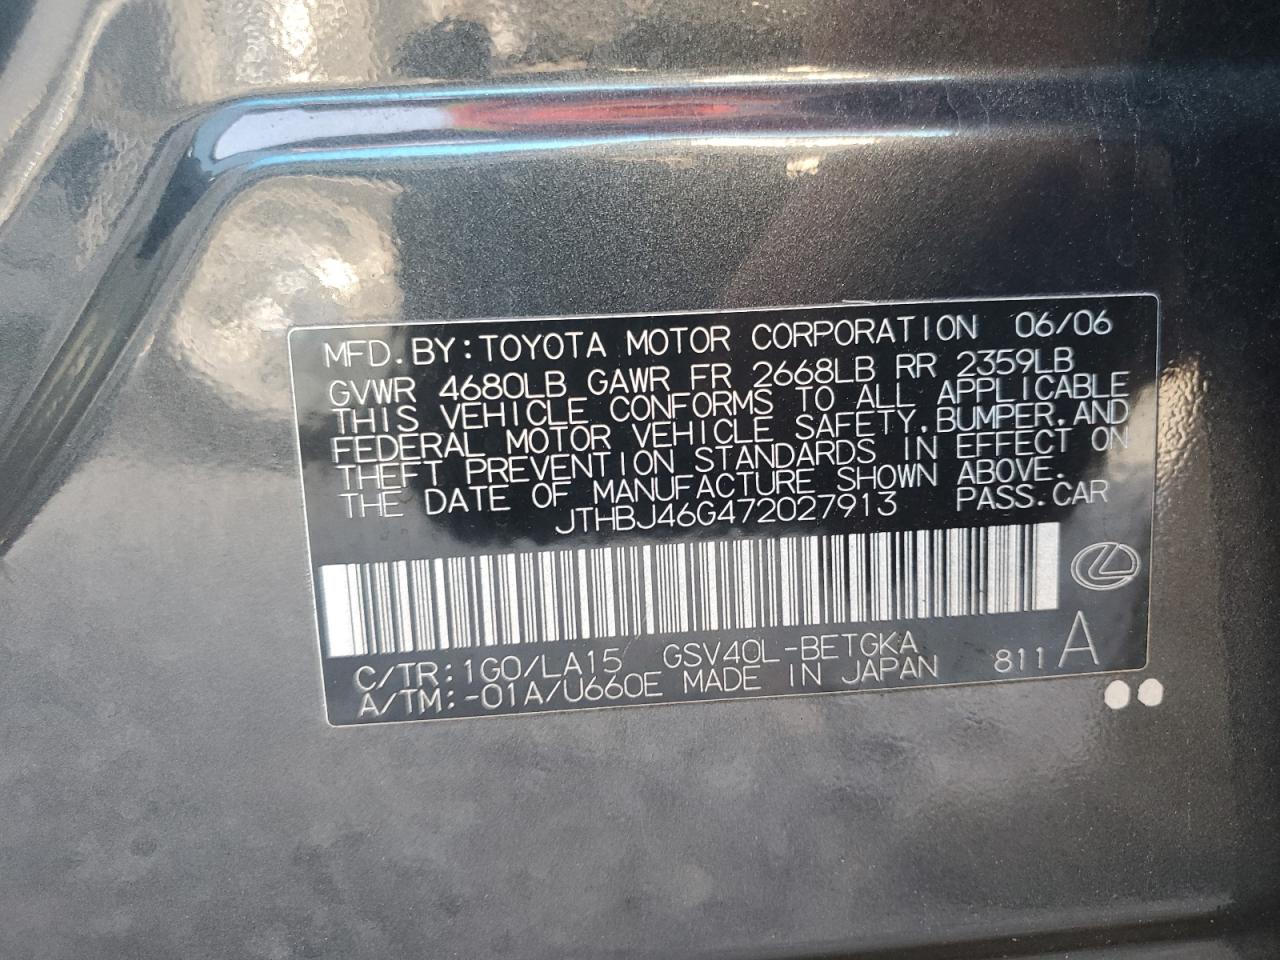 MFD.BY:TOYOTA MOTOR CORPORATION 06/06
GVWR 4680LB GAWR FR 2668LB RR 2359LB
THIS VEHICLE CONFORMS TO ALL APPLICABLE
FEDERAL MOTOR VEHICLE SAFETY,BUMPER,AND
THEFT PREVENTION STANDARDS IN EFFECT ON
THE DATE OF MANUFACTURE SHOWN ABOVE.
JTHBJ46G472027913 PASS.CAR
C/TR:1G0/LA15 GSV40L-BETGKA
A/TM:-01A/U660E MADE IN JAPAN 811 A